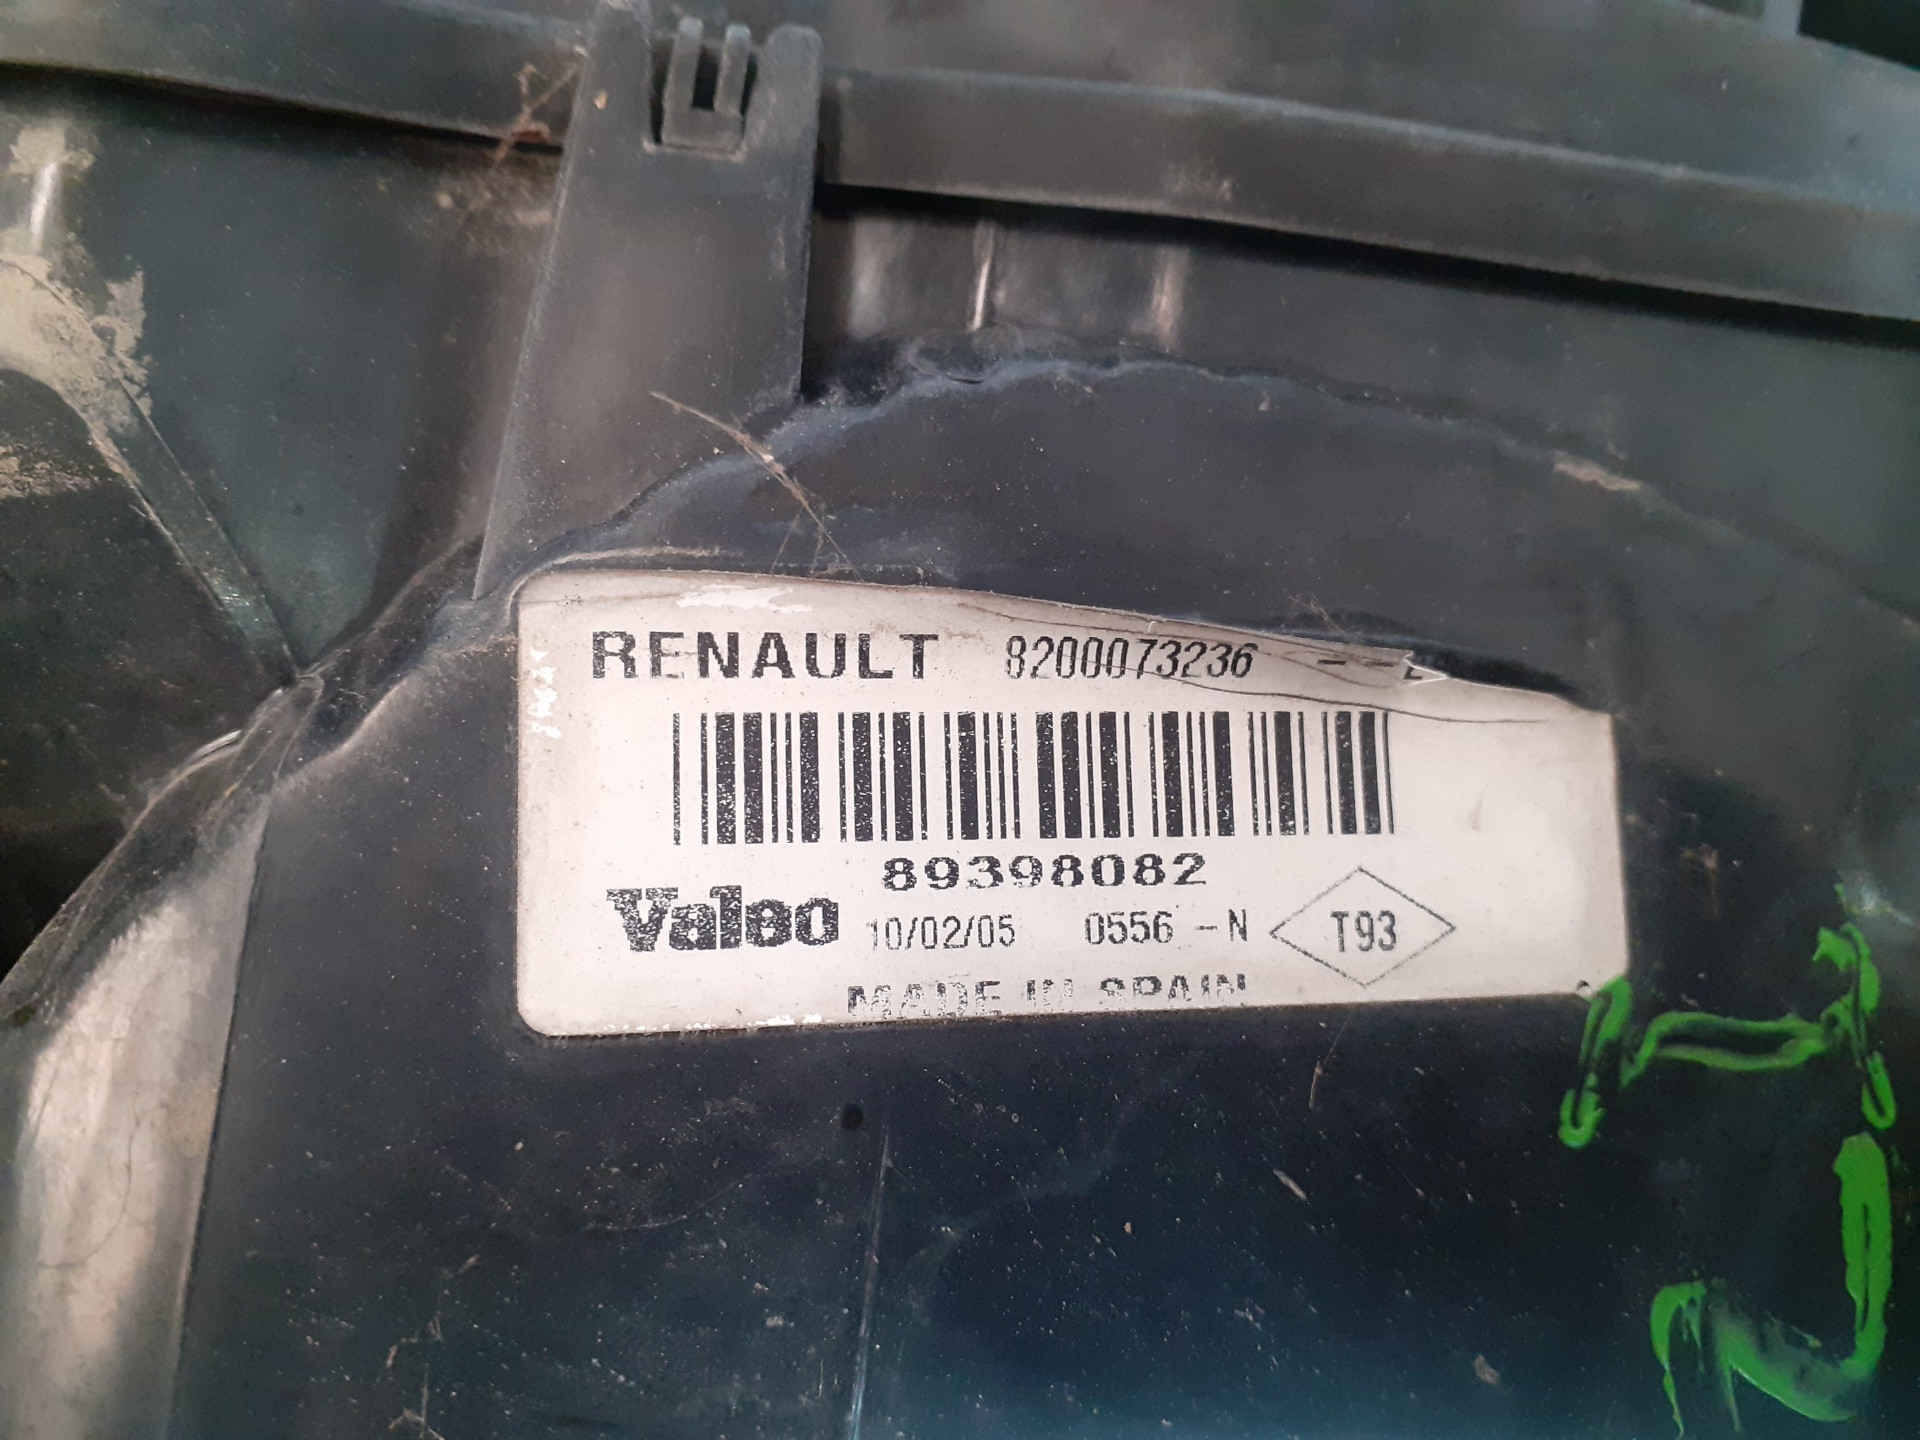 RENAULT 8200073236 - -
89398082
Valeo 10/02/05 0556 -N T93
MADE IN SPAIN